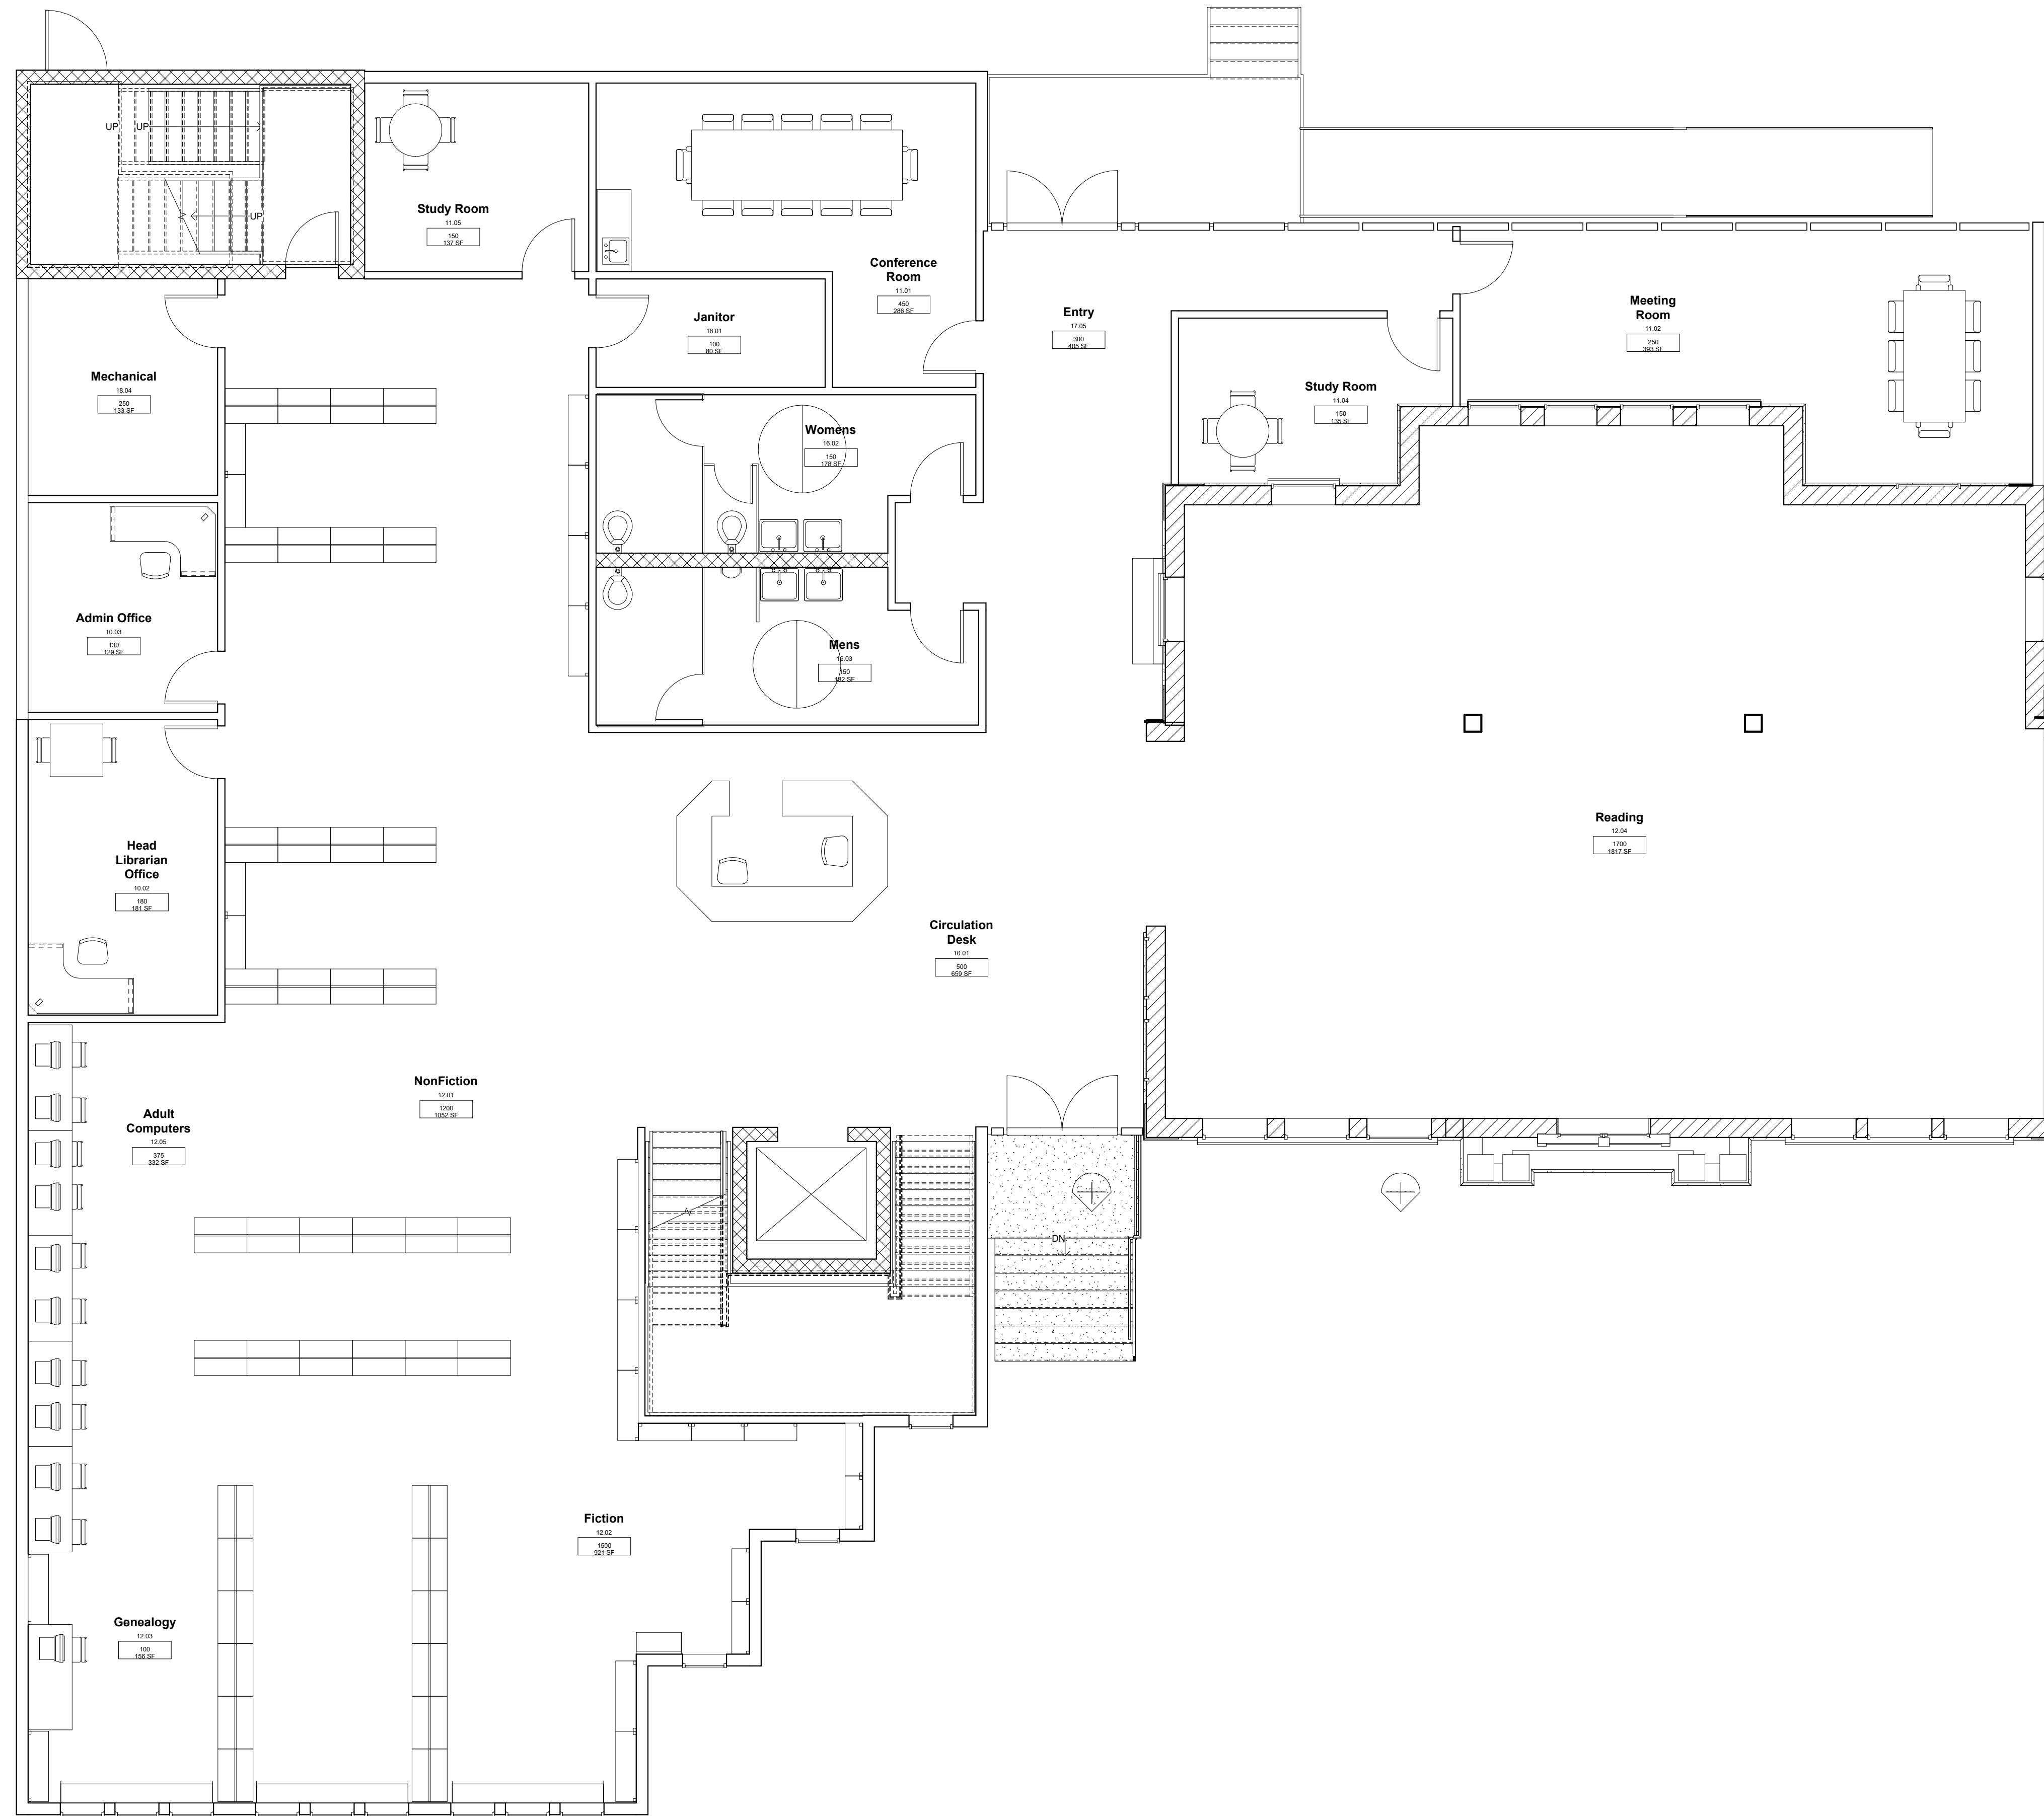 UP
UP
UP
Study Room
11.05
150
137 SF
Conference
Room
11.01
450
286 SF
Janitor
18.01
100
80 SF
Entry
17.05
300
405 SF
Meeting
Room
11.02
250
393 SF
Mechanical
18.04
250
133 SF
Study Room
11.04
150
135 SF
Womens
16.02
150
178 SF
Admin Office
10.03
130
129 SF
Mens
16.03
150
182 SF
Reading
12.04
1700
1817 SF
Head
Librarian
Office
10.02
180
181 SF
Circulation
Desk
10.01
500
659 SF
NonFiction
12.01
1200
1052 SF
Adult
Computers
12.05
375
332 SF
DN
Fiction
12.02
1500
921 SF
Genealogy
12.03
100
156 SF